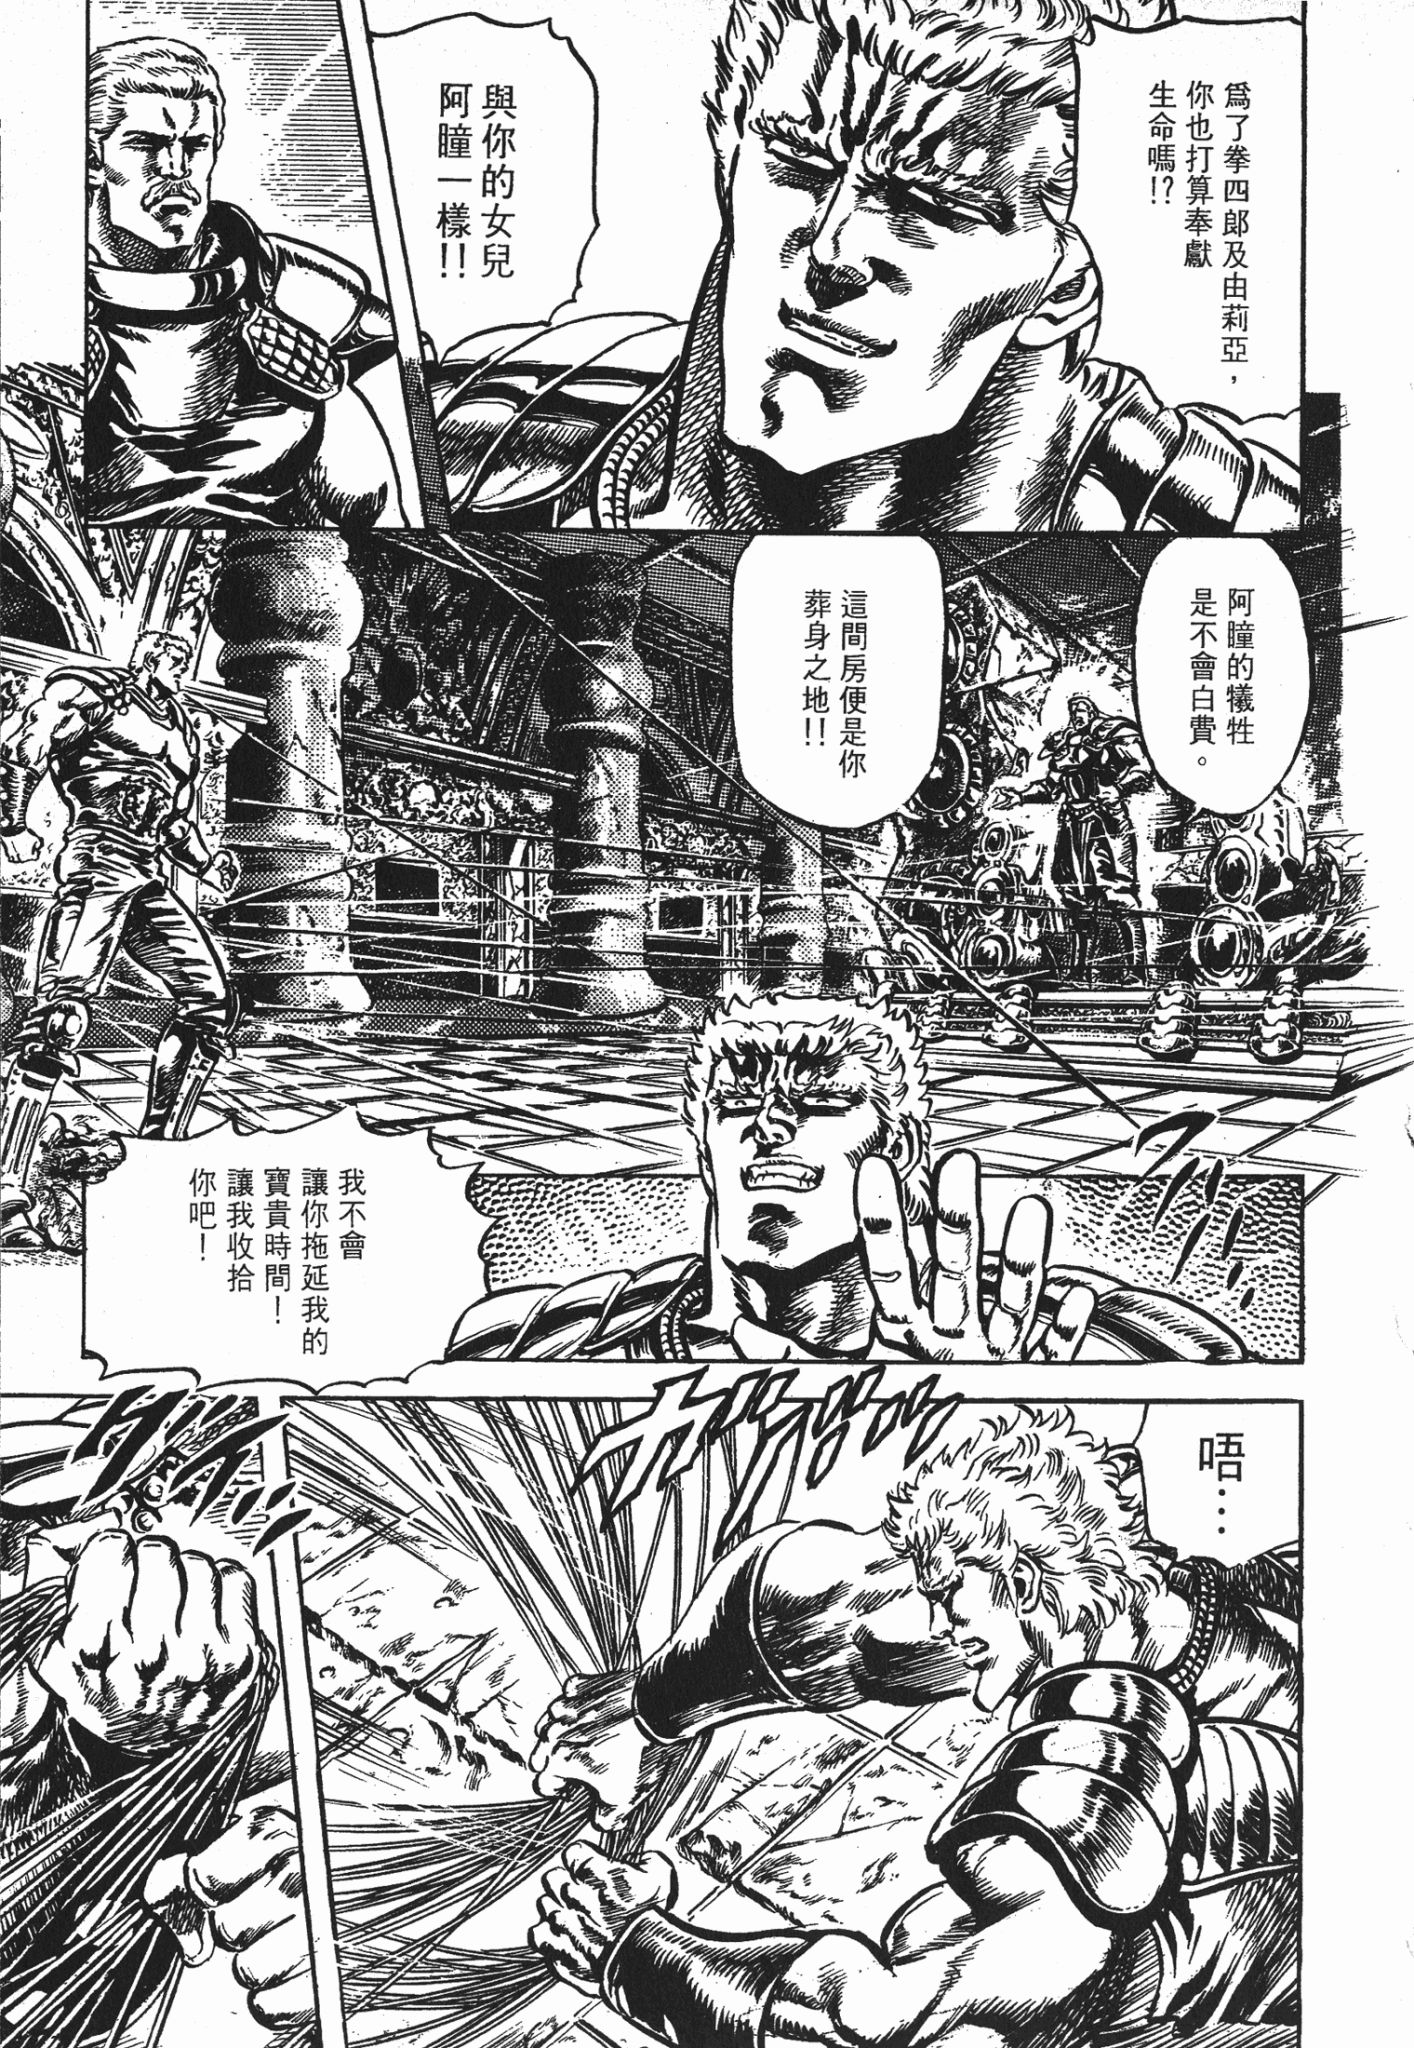 為了拳四郎及由莉亞，
你也打算奉獻
生命嗎!?
與你的女兒
阿瞳一樣!!
阿瞳的犧牲
是不會白費。
這間房便是你
葬身之地!!
我不會
讓你拖延我的
寶貴時間！
讓我收拾
你吧！
唔…